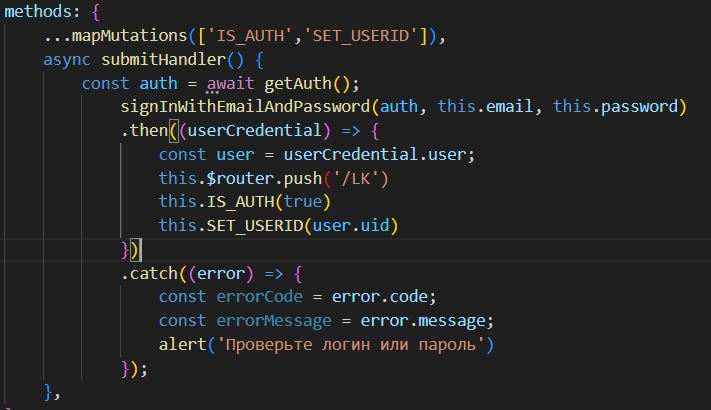 methods: {
...mapMutations(['IS_AUTH','SET_USERID']),
async submitHandler() {
const auth = await getAuth();
signInWithEmailAndPassword(auth, this.email, this.password)
.then((userCredential) => {
const user = userCredential.user;
this.$router.push('/LK')
this.IS_AUTH(true)
this.SET_USERID(user.uid)
})
.catch((error) => {
const errorCode = error.code;
const errorMessage = error.message;
alert('Проверьте логин или пароль')
});
},